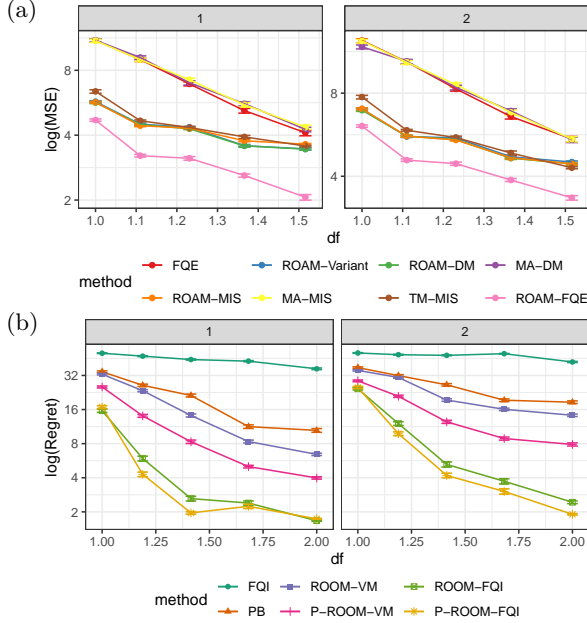 (a)
1 2
log(MSE)
8 8
4
4
2
1.0 1.1 1.2 1.3 1.4 1.5 1.0 1.1 1.2 1.3 1.4 1.5
df
method
FQE ROAM−Variant ROAM−DM MA−DM
ROAM−MIS MA−MIS TM−MIS ROAM−FQE
(b)
1 2
log(Regret)
32
16
8
4
2
1.00 1.25 1.50 1.75 2.00 1.00 1.25 1.50 1.75 2.00
df
method
FQI ROOM−VM ROOM−FQI
PB P−ROOM−VM P−ROOM−FQI